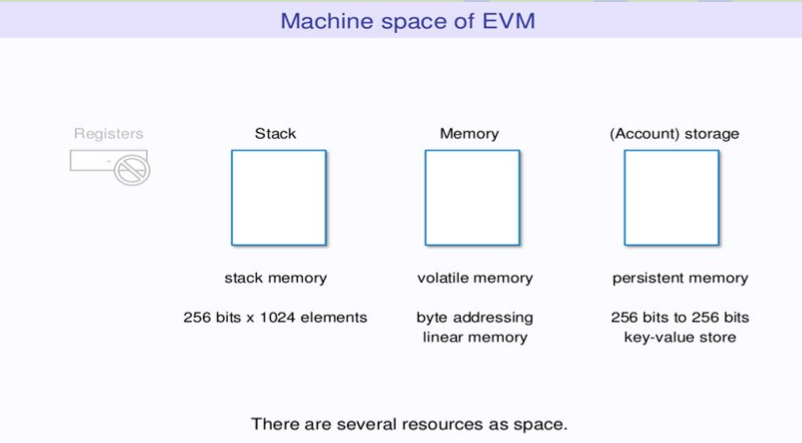 Machine space of EVM
Registers
Stack
Memory
(Account) storage
stack memory
volatile memory
persistent memory
256 bits x 1024 elements
byte addressing
linear memory
256 bits to 256 bits
key-value store
There are several resources as space.